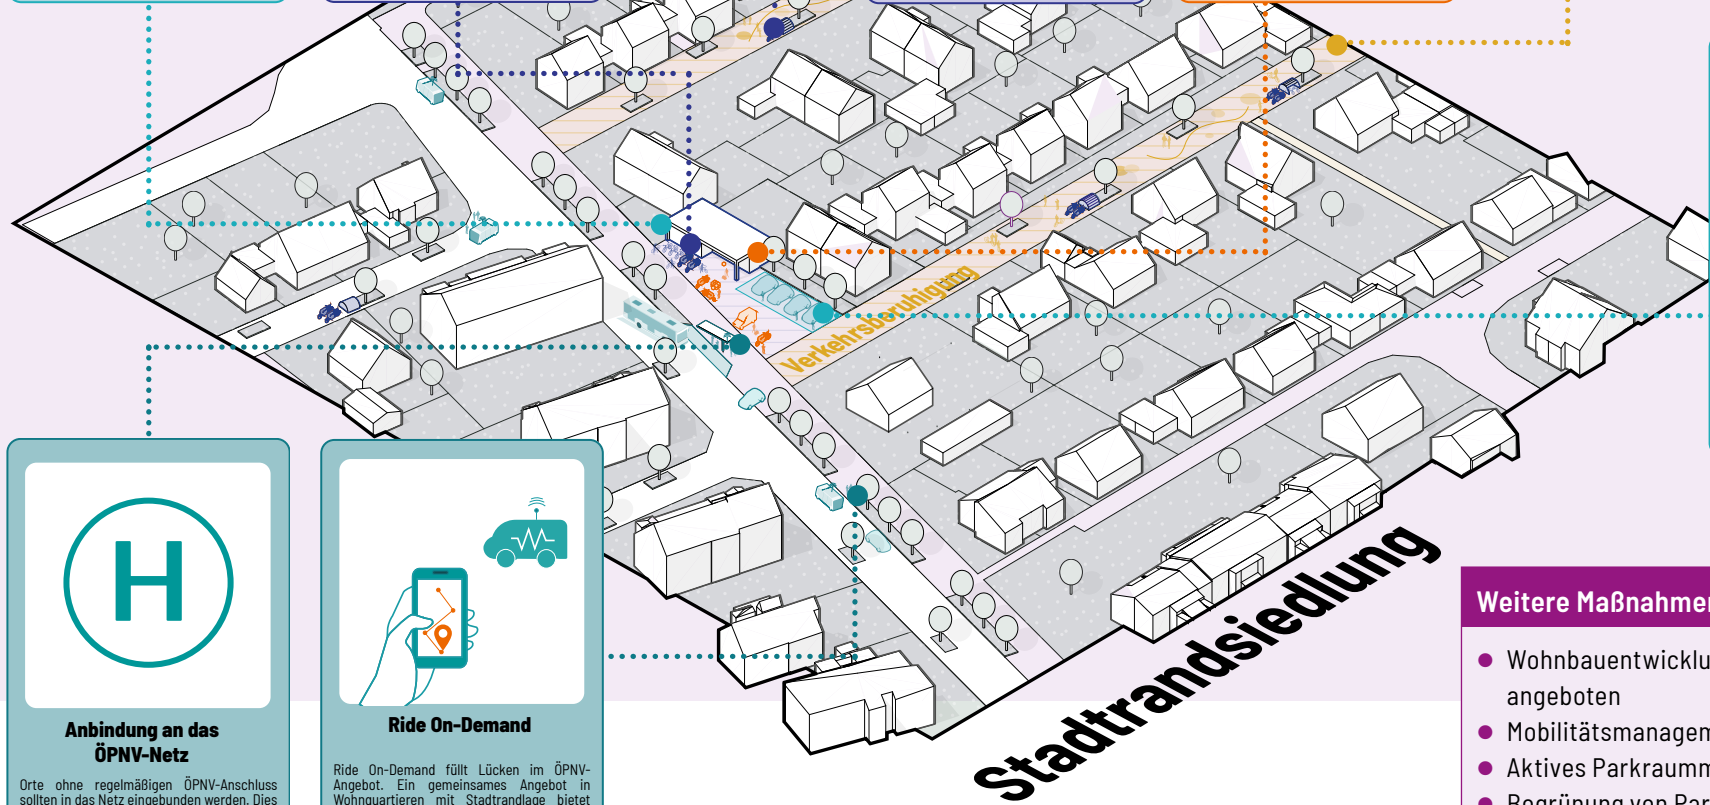 Verkehrsberuhigung
Stadtrandsiedlung
H
Anbindung an das
ÖPNV-Netz
Orte ohne regelmäßigen ÖPNV-Anschluss
sollten in das Netz eingebunden werden. Dies
Ride On-Demand
Ride On-Demand füllt Lücken im ÖPNV-
Angebot. Ein gemeinsames Angebot in
Wohnquartieren mit Stadtrandlage bietet
Weitere Maßnahmen
Wohnbauentwicklu
angeboten
Mobilitätsmanagem
Aktives Parkraumm
Begrünung von Par